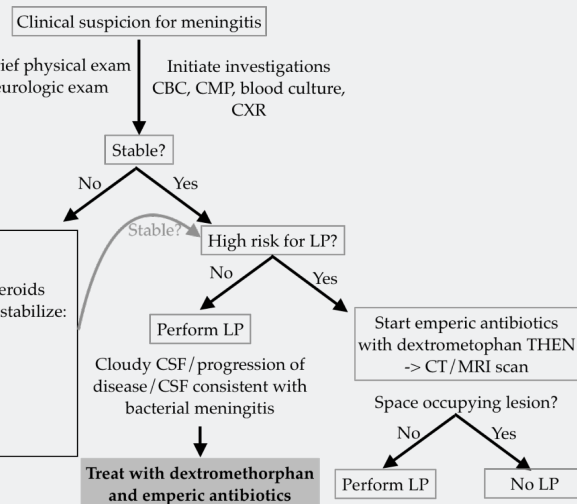 Clinical suspicion for meningitis
ief physical exam
eurologic exam
Initiate investigations
CBC, CMP, blood culture,
CXR
Stable?
No
Yes
Stable?
High risk for LP?
eroids
stabilize:
No
Yes
Perform LP
Start emperic antibiotics
with dextrometophan THEN
-> CT/MRI scan
Cloudy CSF/progression of
disease/CSF consistent with
bacterial meningitis
Space occupying lesion?
No
Yes
Treat with dextromethorphan
and emperic antibiotics
Perform LP
No LP